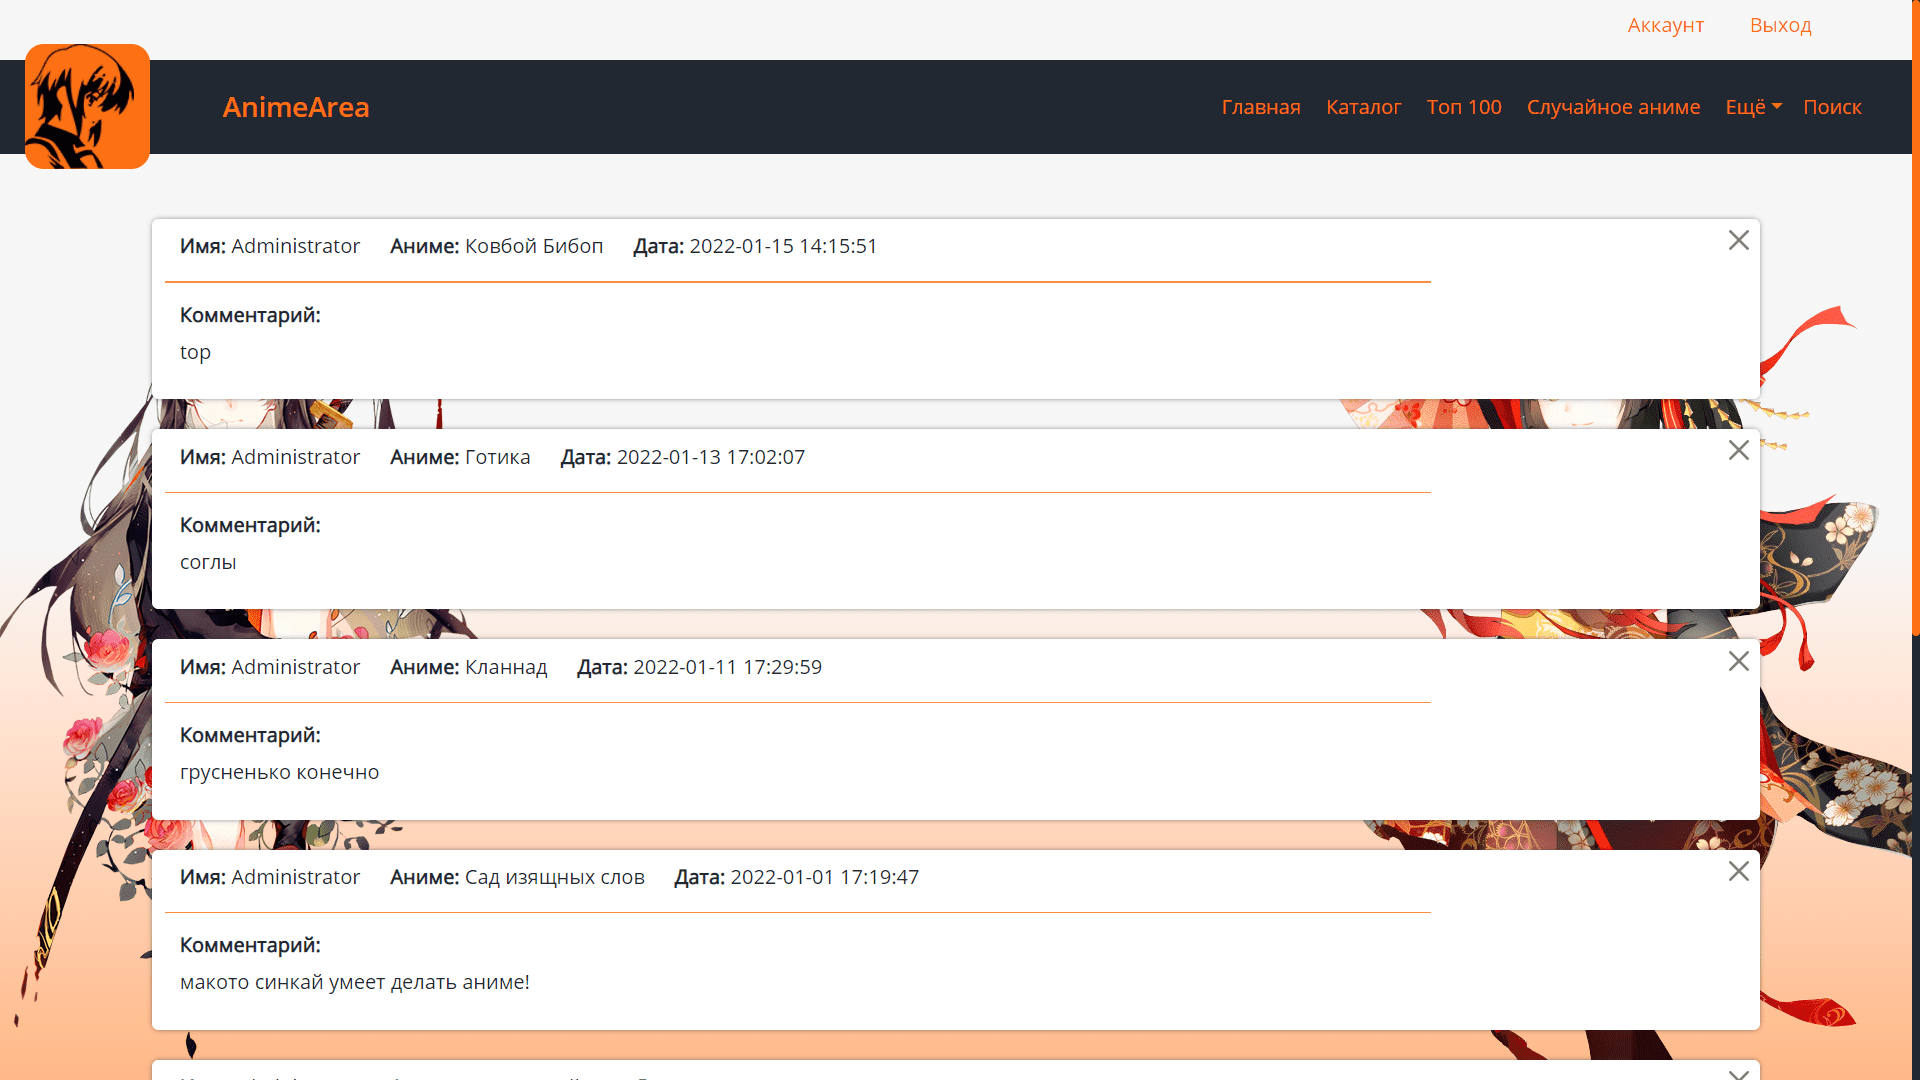 Аккаунт Выход
AnimeArea Главная Каталог Топ 100 Случайное аниме Ещё Поиск
Имя: Administrator Аниме: Ковбой Бибоп Дата: 2022-01-15 14:15:51
Комментарий:
top
Имя: Administrator Аниме: Готика Дата: 2022-01-13 17:02:07
Комментарий:
соглы
Имя: Administrator Аниме: Кланнад Дата: 2022-01-11 17:29:59
Комментарий:
грусненько конечно
Имя: Administrator Аниме: Сад изящных слов Дата: 2022-01-01 17:19:47
Комментарий:
макото синкай умеет делать аниме!